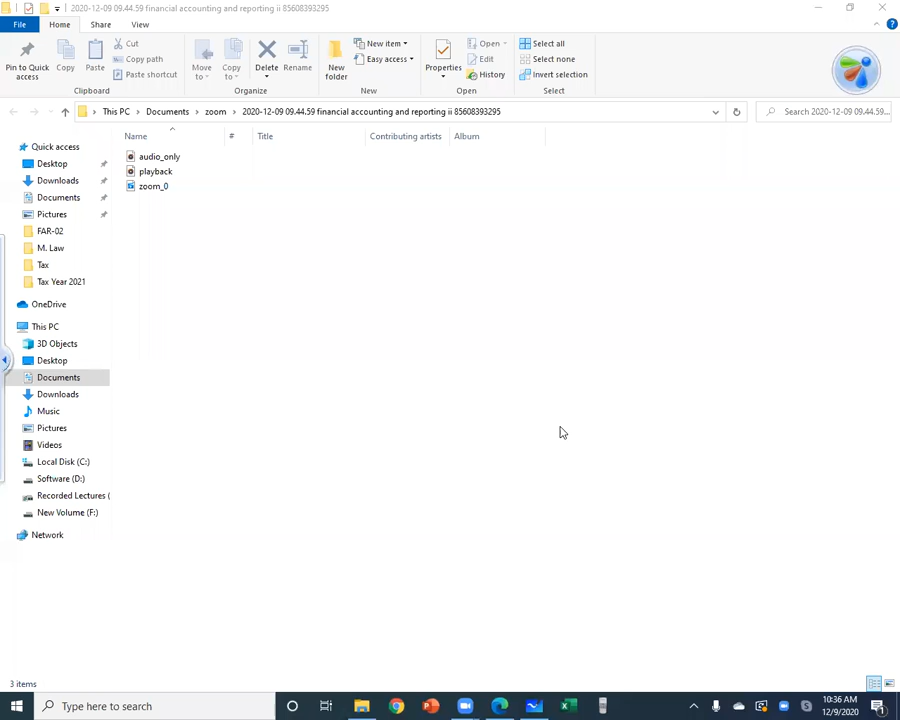 2020-12-09 09.44.59 financial accounting and reporting ii 85608393295
File Home Share View
Pin to Quick access
Copy
Paste
Cut
Copy path
Paste shortcut
Clipboard
Move to
Copy to
Delete
Rename
Organize
New folder
New item
Easy access
New
Properties
Open
Edit
History
Open
Select all
Select none
Invert selection
Select
This PC > Documents > zoom > 2020-12-09 09.44.59 financial accounting and reporting ii 85608393295
Search 2020-12-09 09.44.59...
Name # Title Contributing artists Album
audio_only
playback
zoom_0
Quick access
Desktop
Downloads
Documents
Pictures
FAR-02
M. Law
Tax
Tax Year 2021
OneDrive
This PC
3D Objects
Desktop
Documents
Downloads
Music
Pictures
Videos
Local Disk (C:)
Software (D:)
Recorded Lectures (
New Volume (F:)
Network
3 items
Type here to search
10:36 AM
12/9/2020
1